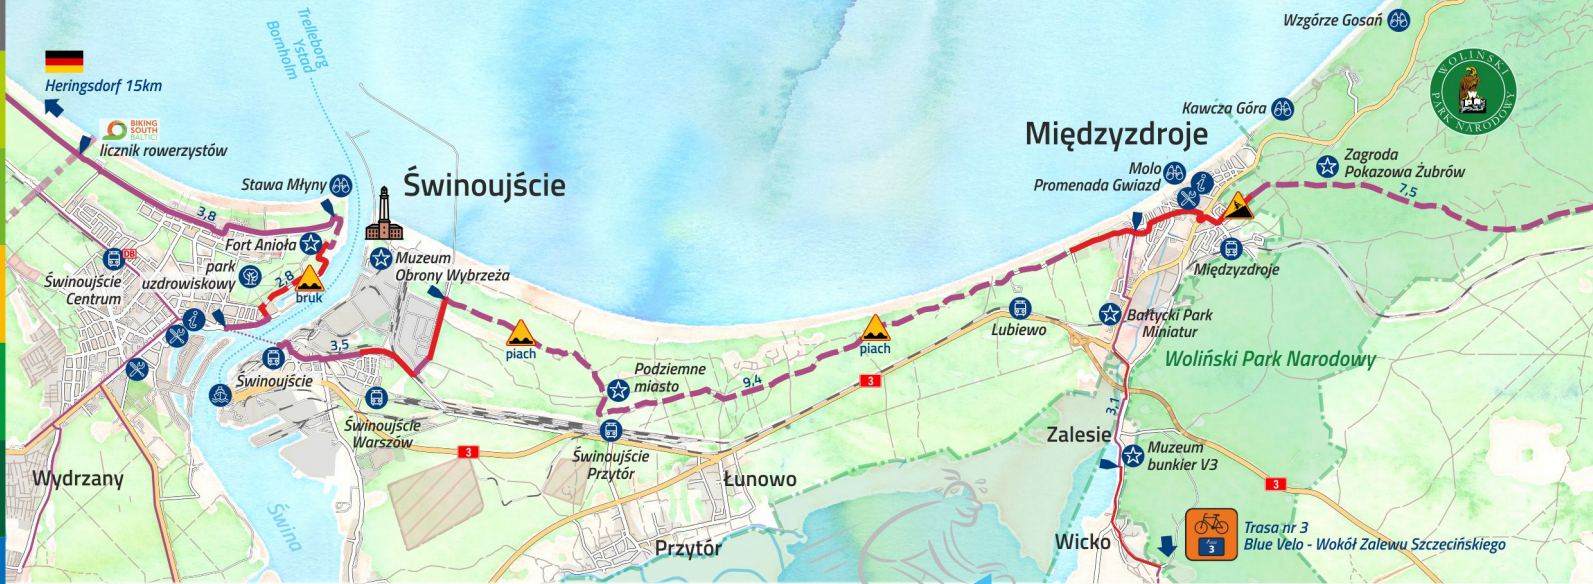 Trelleborg
Ystad
Bornholm
Heringsdorf 15km
BIKING
SOUTH
BALTIC!
licznik rowerzystów
Stawa Młyny
Świnoujście
3,8
Fort Anioła
park
uzdrowiskowy
2,8
bruk
DB
Świnoujście
Centrum
Muzeum
Obrony Wybrzeża
3,5
Świnoujście
Świnoujście
Warszów
piach
Podziemne
miasto
9,4
piach
3
3
Świnoujście
Przytór
Wydrzany
Świna
Łunowo
Przytór
Lubiewo
Wzgórze Gosań
WOLIŃSKI
PARK NARODOWY
Kawcza Góra
Międzyzdroje
Molo
Promenada Gwiazd
Zagroda
Pokazowa Żubrów
7,5
Międzyzdroje
Bałtycki Park
Miniatur
Woliński Park Narodowy
3,1
Zalesie
Muzeum
bunkier V3
3
Wicko
3
Trasa nr 3
Blue Velo - Wokół Zalewu Szczecińskiego